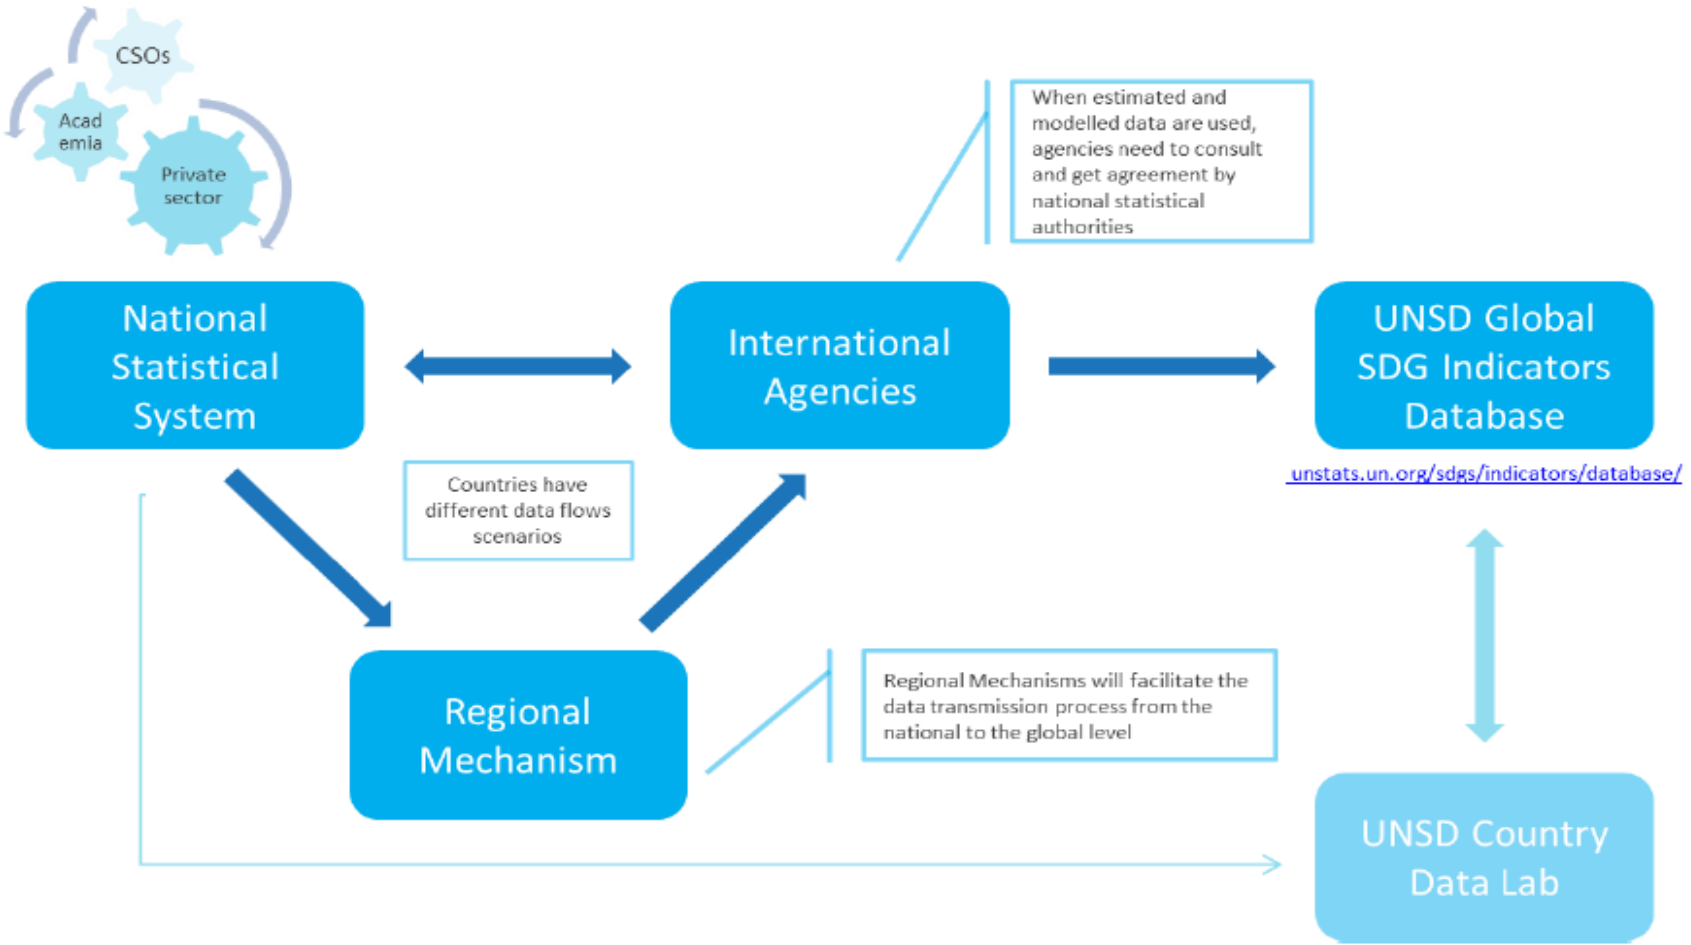 CSOs
Acad
emia
Private
sector
When estimated and
modelled data are used,
agencies need to consult
and get agreement by
national statistical
authorities
National
Statistical
System
International
Agencies
UNSD Global
SDG Indicators
Database
unstats.un.org/sdgs/indicators/database/
Countries have
different data flows
scenarios
Regional
Mechanism
Regional Mechanisms will facilitate the
data transmission process from the
national to the global level
UNSD Country
Data Lab